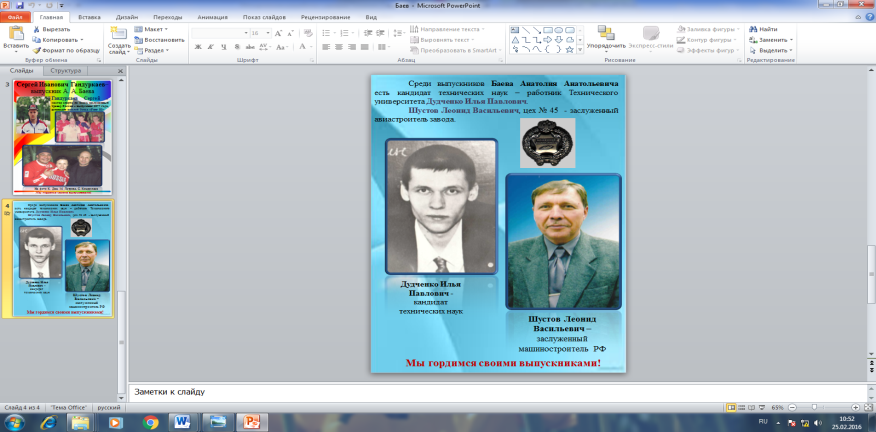 Баев - Microsoft PowerPoint
Файл Главная Вставка Дизайн Переходы Анимация Показ слайдов Рецензирование Вид
Вставить
Вырезать
Копировать
Формат по образцу
Буфер обмена
Создать слайд
Макет
Восстановить
Раздел
Слайды
Шрифт
Направление текста
Выровнять текст
Преобразовать в SmartArt
Абзац
Упорядочить Экспресс-стили
Заливка фигуры
Контур фигуры
Эффекты фигур
Рисование
Найти
Заменить
Выделить
Редактирование
Слайды Структура
3
Сергей Иванович Гандуркаев
выпускник А. А. Баева
4
Мы гордимся своими выпускниками!
Среди выпускников Баева Анатолия Анатольевича
есть кандидат технических наук – работник Технического
университета Дудченко Илья Павлович.
Шустов Леонид Васильевич, цех № 45 - заслуженный
авиастроитель завода.
Дудченко Илья
Павлович -
кандидат
технических наук
Шустов Леонид
Васильевич –
заслуженный
машиностроитель РФ
Мы гордимся своими выпускниками!
Заметки к слайду
Слайд 4 из 4 "Тема Office" русский
65%
RU
10:52
25.02.2016